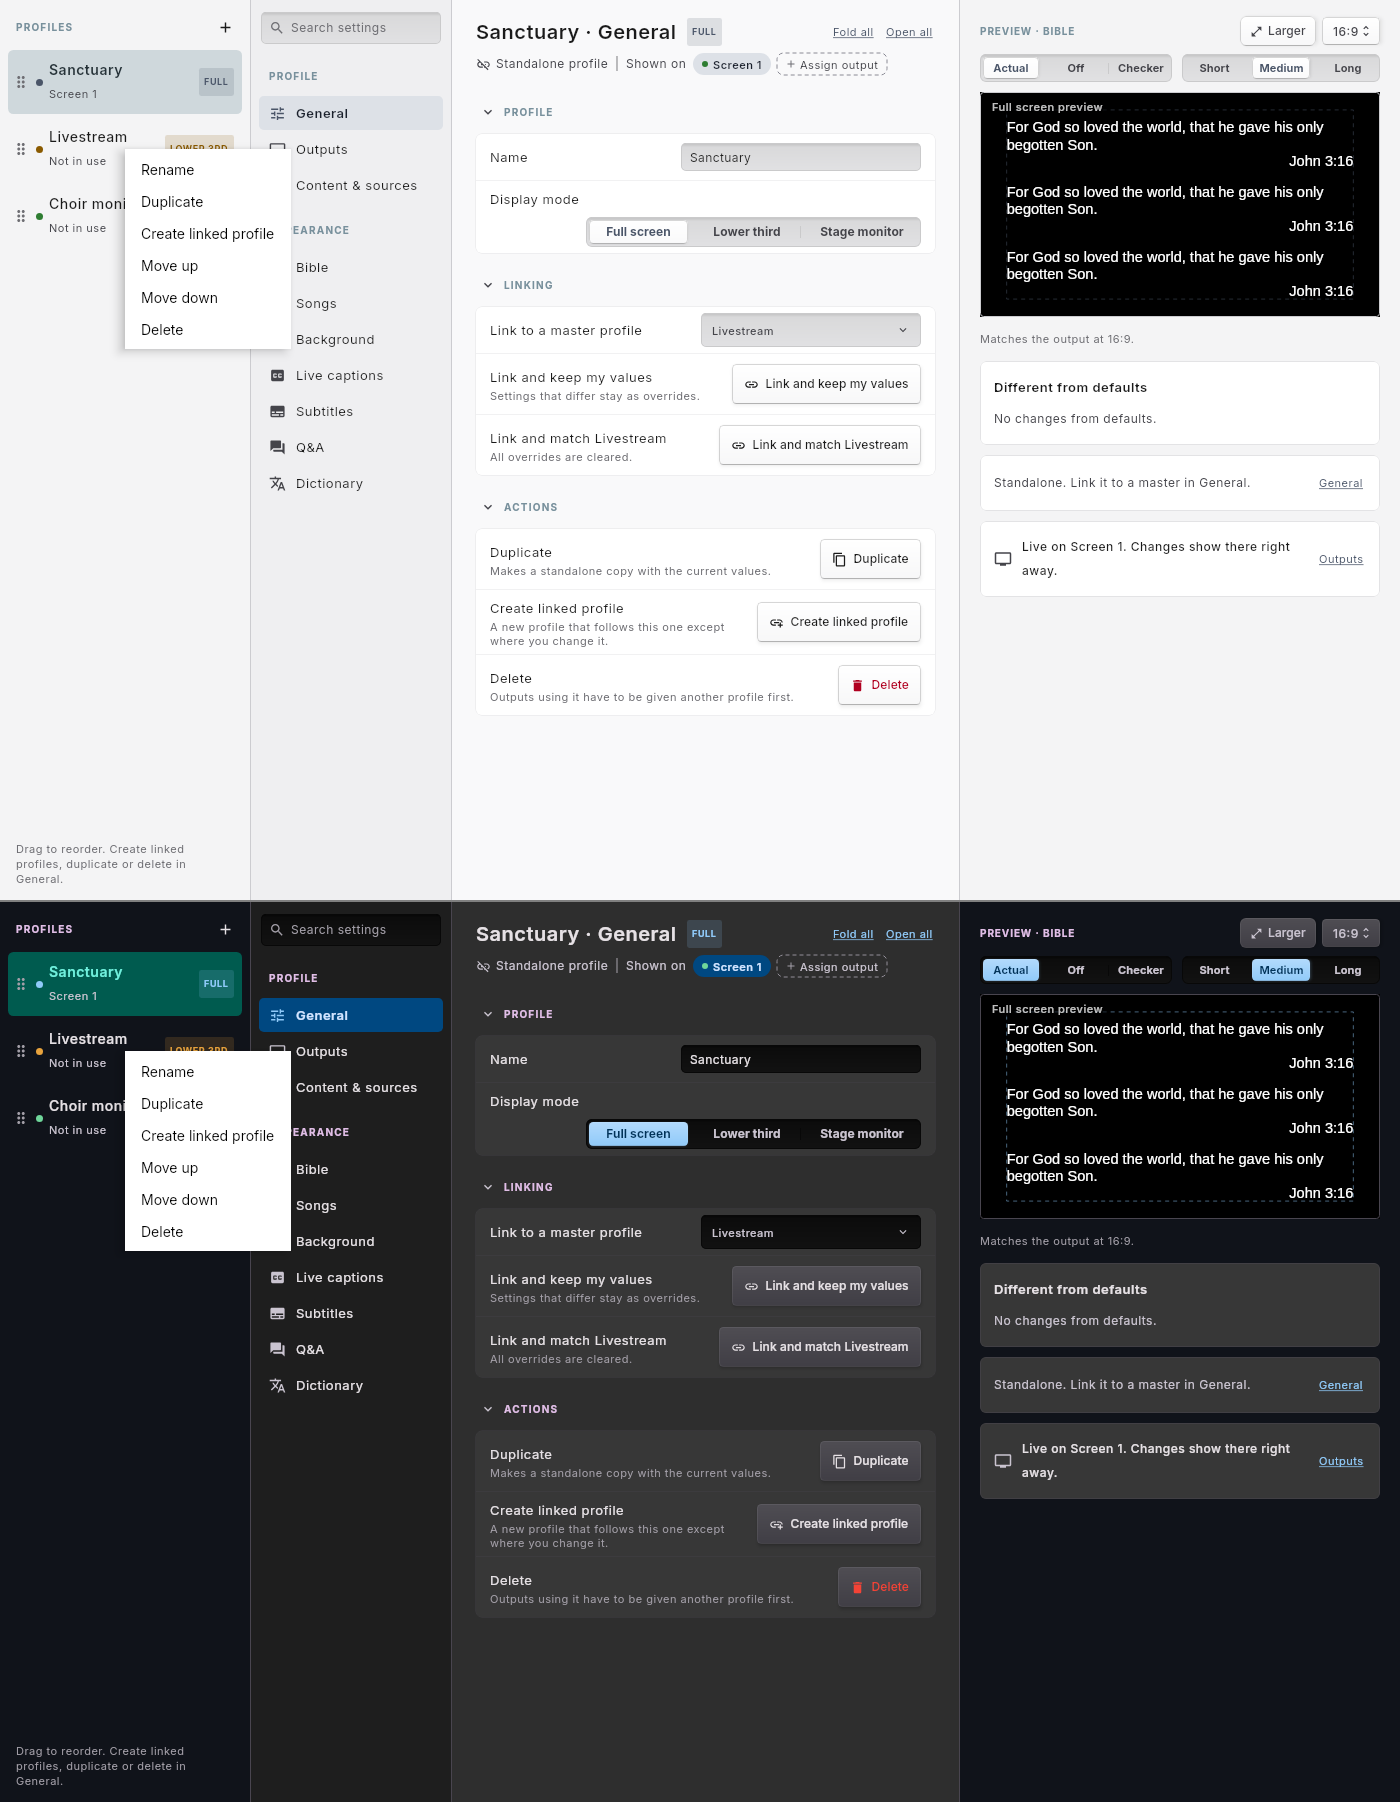 PROFILES
Sanctuary
Screen 1
FULL
Livestream
Not in use
LOWER 3RD
Choir moni
Not in use
Rename
Duplicate
Create linked profile
Move up
Move down
Delete
Drag to reorder. Create linked
profiles, duplicate or delete in
General.
Search settings
PROFILE
General
Outputs
Content & sources
PEARANCE
Bible
Songs
Background
Live captions
Subtitles
Q&A
Dictionary
Sanctuary · General FULL
Fold all Open all
Standalone profile | Shown on Screen 1 + Assign output
PROFILE
Name Sanctuary
Display mode
Full screen Lower third Stage monitor
LINKING
Link to a master profile Livestream
Link and keep my values
Settings that differ stay as overrides.
Link and keep my values
Link and match Livestream
All overrides are cleared.
Link and match Livestream
ACTIONS
Duplicate
Makes a standalone copy with the current values.
Duplicate
Create linked profile
A new profile that follows this one except
where you change it.
Create linked profile
Delete
Outputs using it have to be given another profile first.
Delete
PREVIEW · BIBLE
Larger 16:9
Actual Off Checker Short Medium Long
Full screen preview
For God so loved the world, that he gave his only
begotten Son.
John 3:16
For God so loved the world, that he gave his only
begotten Son.
John 3:16
For God so loved the world, that he gave his only
begotten Son.
John 3:16
Matches the output at 16:9.
Different from defaults
No changes from defaults.
Standalone. Link it to a master in General. General
Live on Screen 1. Changes show there right
away.
Outputs
PROFILES
Sanctuary
Screen 1
FULL
Livestream
Not in use
LOWER 3RD
Choir moni
Not in use
Rename
Duplicate
Create linked profile
Move up
Move down
Delete
Drag to reorder. Create linked
profiles, duplicate or delete in
General.
Search settings
PROFILE
General
Outputs
Content & sources
PEARANCE
Bible
Songs
Background
Live captions
Subtitles
Q&A
Dictionary
Sanctuary · General FULL
Fold all Open all
Standalone profile | Shown on Screen 1 + Assign output
PROFILE
Name Sanctuary
Display mode
Full screen Lower third Stage monitor
LINKING
Link to a master profile Livestream
Link and keep my values
Settings that differ stay as overrides.
Link and keep my values
Link and match Livestream
All overrides are cleared.
Link and match Livestream
ACTIONS
Duplicate
Makes a standalone copy with the current values.
Duplicate
Create linked profile
A new profile that follows this one except
where you change it.
Create linked profile
Delete
Outputs using it have to be given another profile first.
Delete
PREVIEW · BIBLE
Larger 16:9
Actual Off Checker Short Medium Long
Full screen preview
For God so loved the world, that he gave his only
begotten Son.
John 3:16
For God so loved the world, that he gave his only
begotten Son.
John 3:16
For God so loved the world, that he gave his only
begotten Son.
John 3:16
Matches the output at 16:9.
Different from defaults
No changes from defaults.
Standalone. Link it to a master in General. General
Live on Screen 1. Changes show there right
away.
Outputs